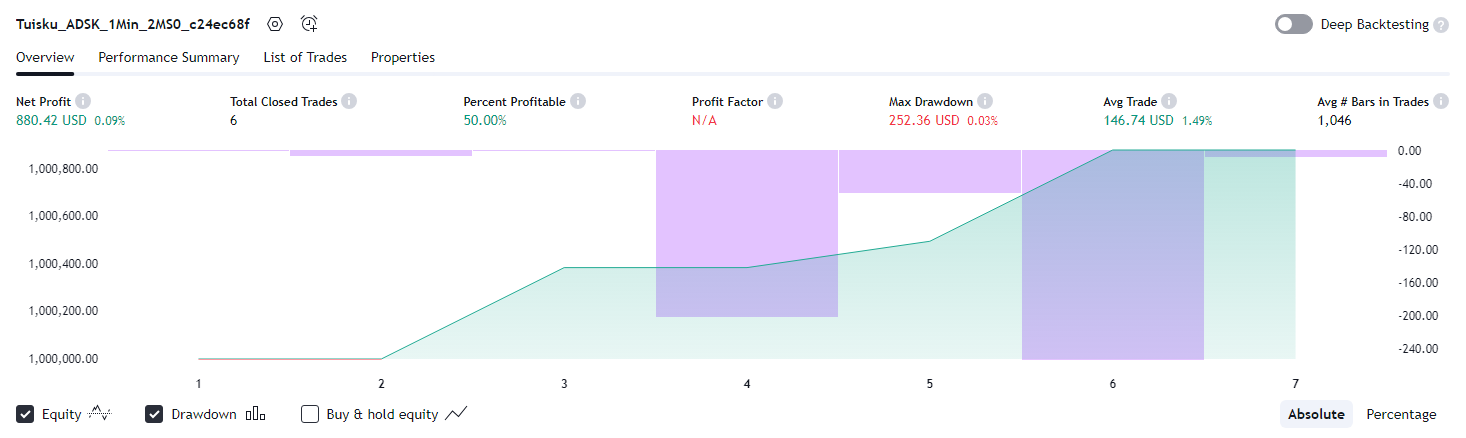 Tuisku_ADSK_1Min_2MS0_c24ec68f
Deep Backtesting
Overview Performance Summary List of Trades Properties
Net Profit Total Closed Trades Percent Profitable Profit Factor Max Drawdown Avg Trade Avg # Bars in Trades
880.42 USD 0.09% 6 50.00% N/A 252.36 USD 0.03% 146.74 USD 1.49% 1,046
1,000,800.00
1,000,600.00
1,000,400.00
1,000,200.00
1,000,000.00
0.00
-40.00
-80.00
-120.00
-160.00
-200.00
-240.00
1 2 3 4 5 6 7
Equity Drawdown Buy & hold equity Absolute Percentage